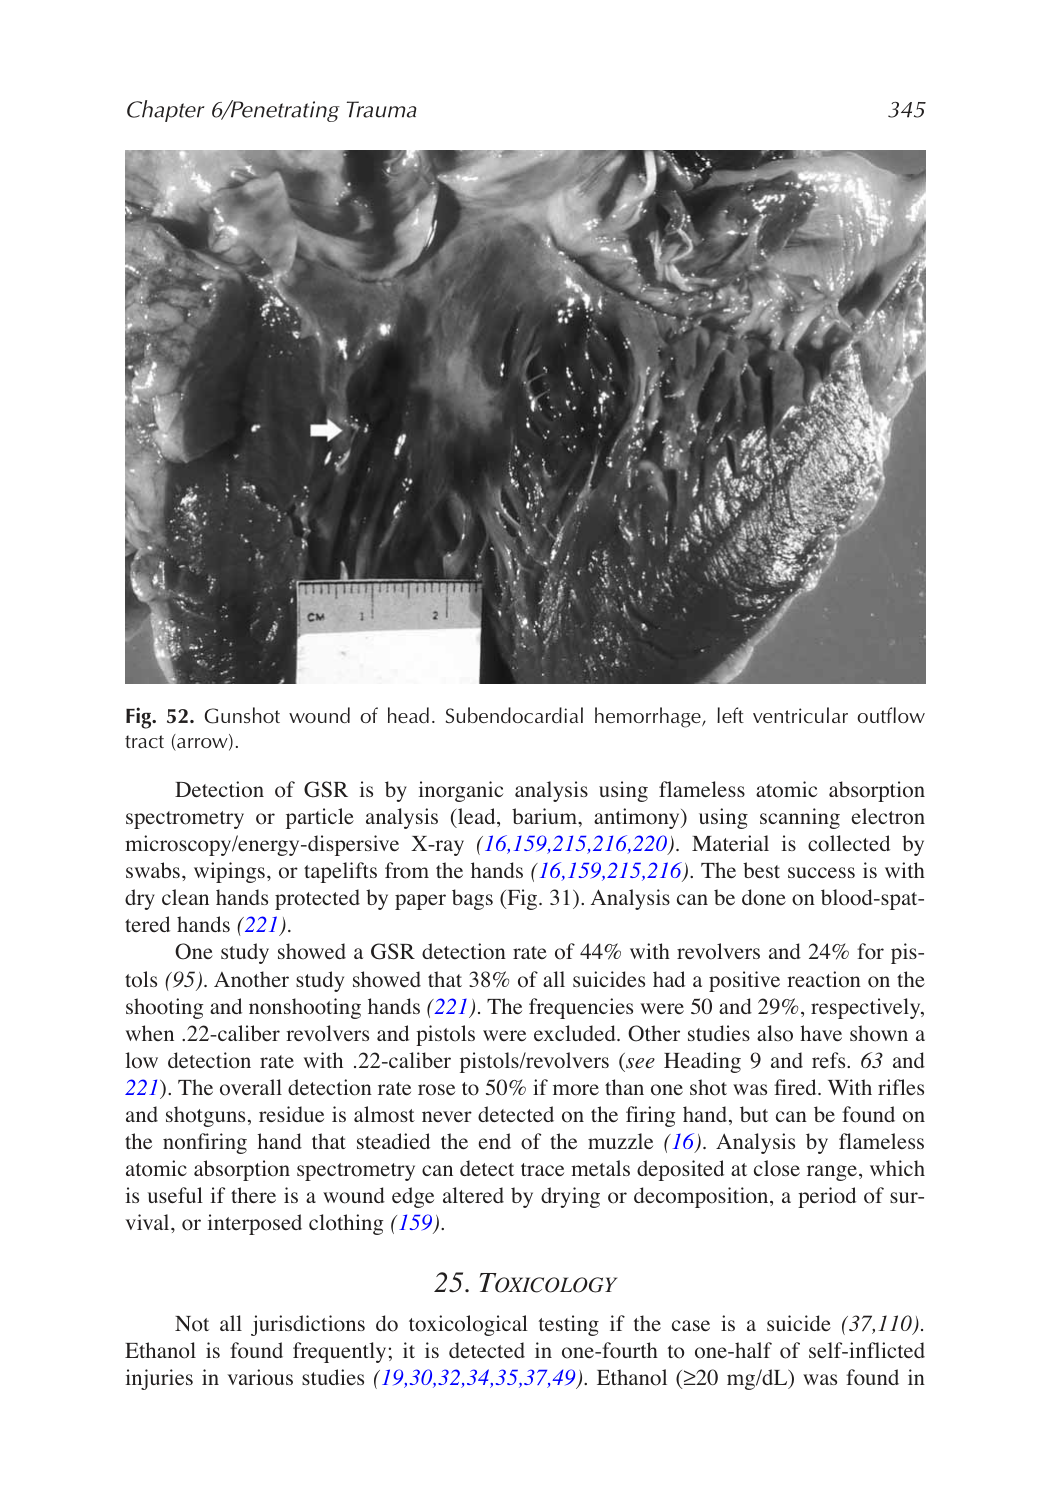 Chapter 6/Penetrating Trauma 345
CM 1 2
Fig. 52. Gunshot wound of head. Subendocardial hemorrhage, left ventricular outflow
tract (arrow).
Detection of GSR is by inorganic analysis using flameless atomic absorption
spectrometry or particle analysis (lead, barium, antimony) using scanning electron
microscopy/energy-dispersive X-ray (16,159,215,216,220). Material is collected by
swabs, wipings, or tapelifts from the hands (16,159,215,216). The best success is with
dry clean hands protected by paper bags (Fig. 31). Analysis can be done on blood-spat-
tered hands (221).
One study showed a GSR detection rate of 44% with revolvers and 24% for pis-
tols (95). Another study showed that 38% of all suicides had a positive reaction on the
shooting and nonshooting hands (221). The frequencies were 50 and 29%, respectively,
when .22-caliber revolvers and pistols were excluded. Other studies also have shown a
low detection rate with .22-caliber pistols/revolvers (see Heading 9 and refs. 63 and
221). The overall detection rate rose to 50% if more than one shot was fired. With rifles
and shotguns, residue is almost never detected on the firing hand, but can be found on
the nonfiring hand that steadied the end of the muzzle (16). Analysis by flameless
atomic absorption spectrometry can detect trace metals deposited at close range, which
is useful if there is a wound edge altered by drying or decomposition, a period of sur-
vival, or interposed clothing (159).
25. TOXICOLOGY
Not all jurisdictions do toxicological testing if the case is a suicide (37,110).
Ethanol is found frequently; it is detected in one-fourth to one-half of self-inflicted
injuries in various studies (19,30,32,34,35,37,49). Ethanol (≥20 mg/dL) was found in